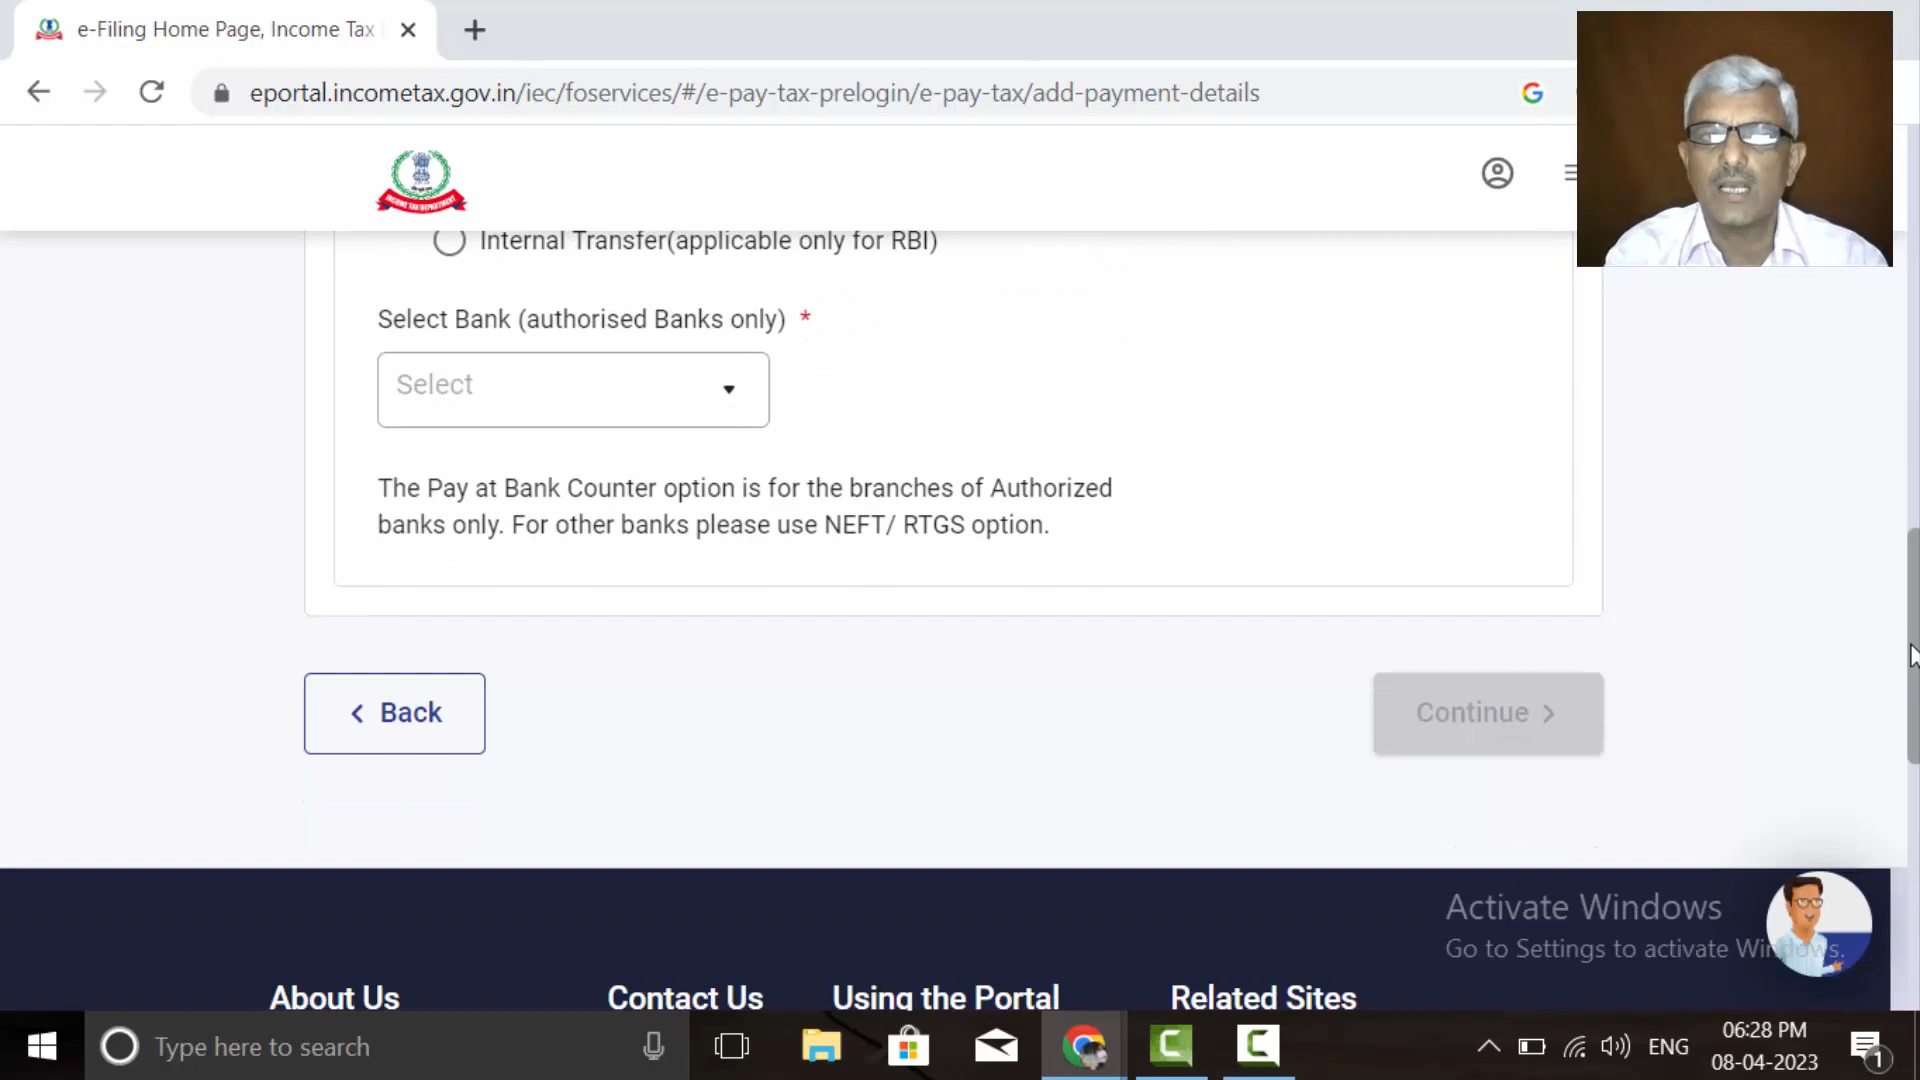 e-Filing Home Page, Income Tax
eportal.incometax.gov.in/iec/foservices/#/e-pay-tax-prelogin/e-pay-tax/add-payment-details
INCOME TAX DEPARTMENT
Internal Transfer(applicable only for RBI)
Select Bank (authorised Banks only) *
Select
The Pay at Bank Counter option is for the branches of Authorized
banks only. For other banks please use NEFT/ RTGS option.
Back
Continue
Activate Windows
Go to Settings to activate Windows.
About Us
Contact Us
Using the Portal
Related Sites
Type here to search
ENG
06:28 PM
08-04-2023
1